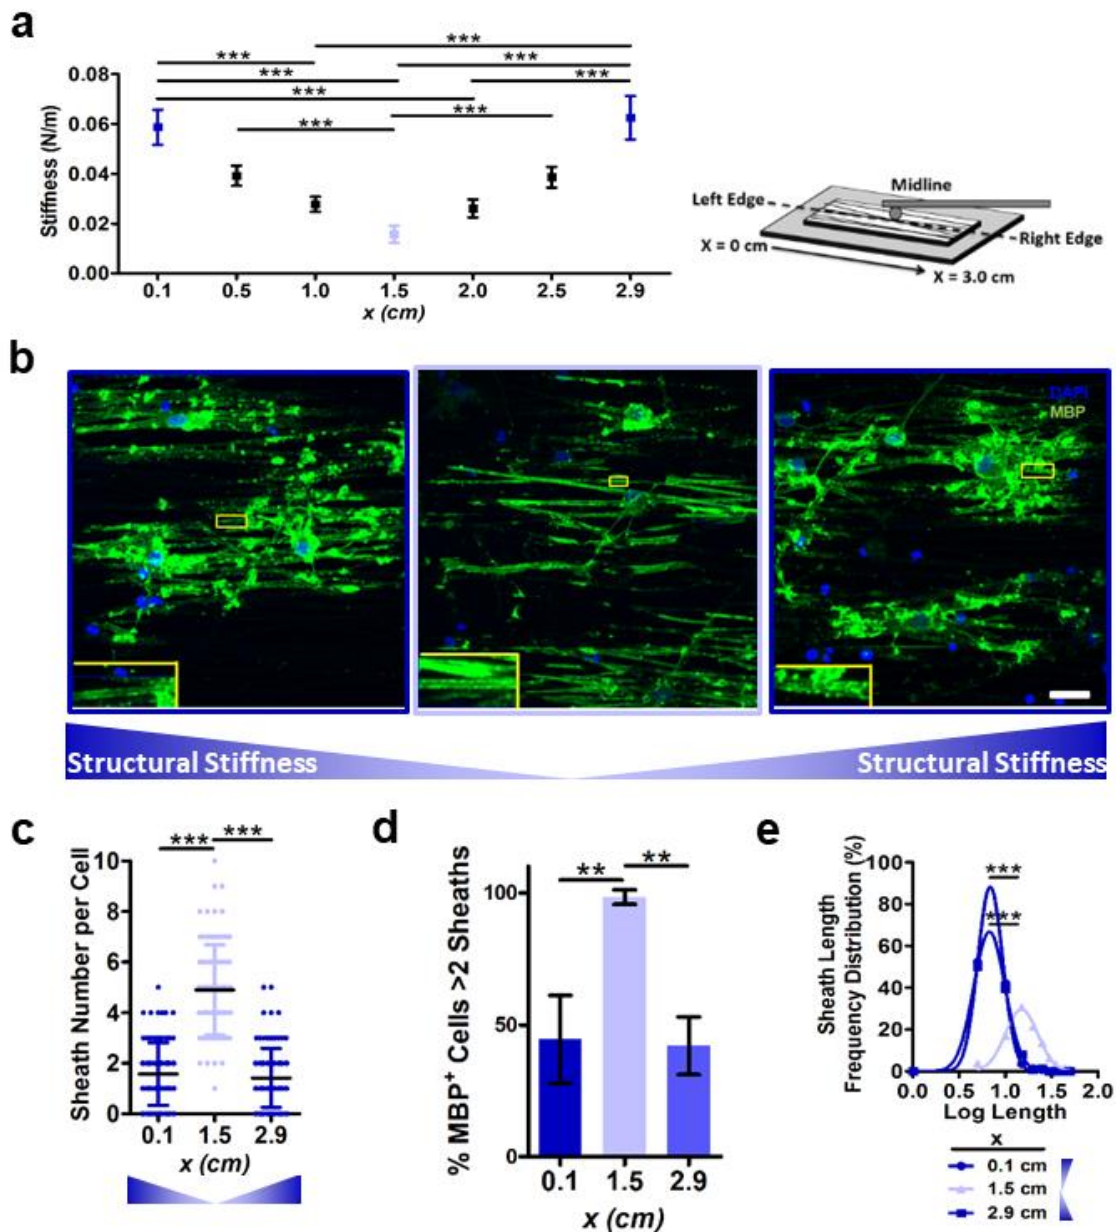 a
***
***
***
***
***
***
***
***
0.08
0.06
0.04
0.02
0.00
Stiffness (N/m)
0.1 0.5 1.0 1.5 2.0 2.5 2.9
x (cm)
Midline
Left Edge
Right Edge
X = 0 cm
X = 3.0 cm
b
DAPI
MBP
Structural Stiffness
Structural Stiffness
c
*** ***
Sheath Number per Cell
10
8
6
4
2
0
0.1 1.5 2.9
x (cm)
d
** **
% MBP+ Cells >2 Sheaths
100
50
0
0.1 1.5 2.9
x (cm)
e
Sheath Length
Frequency Distribution (%)
100
80
60
40
20
0
***
***
0.0 0.5 1.0 1.5 2.0
Log Length
x
0.1 cm
1.5 cm
2.9 cm